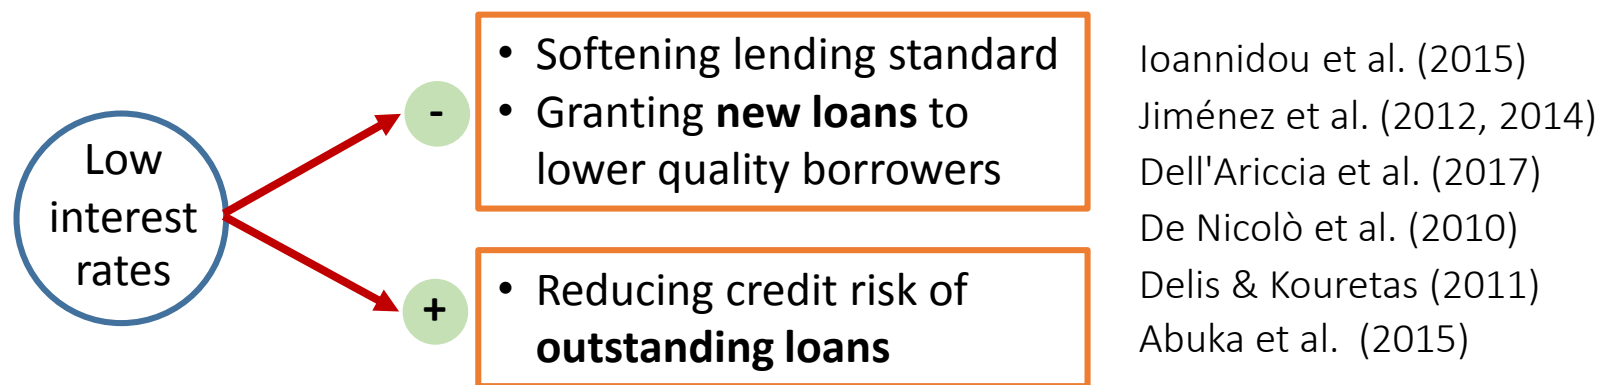 Low
interest
rates
-
• Softening lending standard
• Granting new loans to
lower quality borrowers
+
• Reducing credit risk of
outstanding loans
Ioannidou et al. (2015)
Jiménez et al. (2012, 2014)
Dell'Ariccia et al. (2017)
De Nicolò et al. (2010)
Delis & Kouretas (2011)
Abuka et al.  (2015)